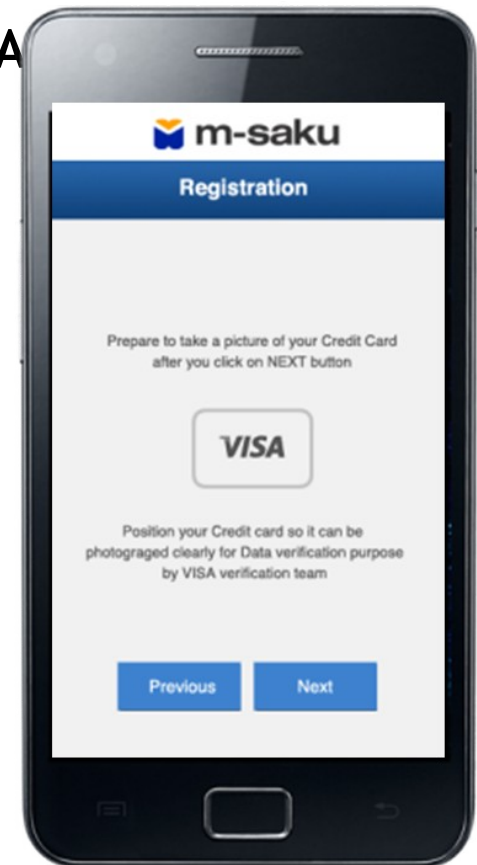 A
m-saku
Registration
Prepare to take a picture of your Credit Card
after you click on NEXT button
VISA
Position your Credit card so it can be
photograged clearly for Data verification purpose
by VISA verification team
Previous Next